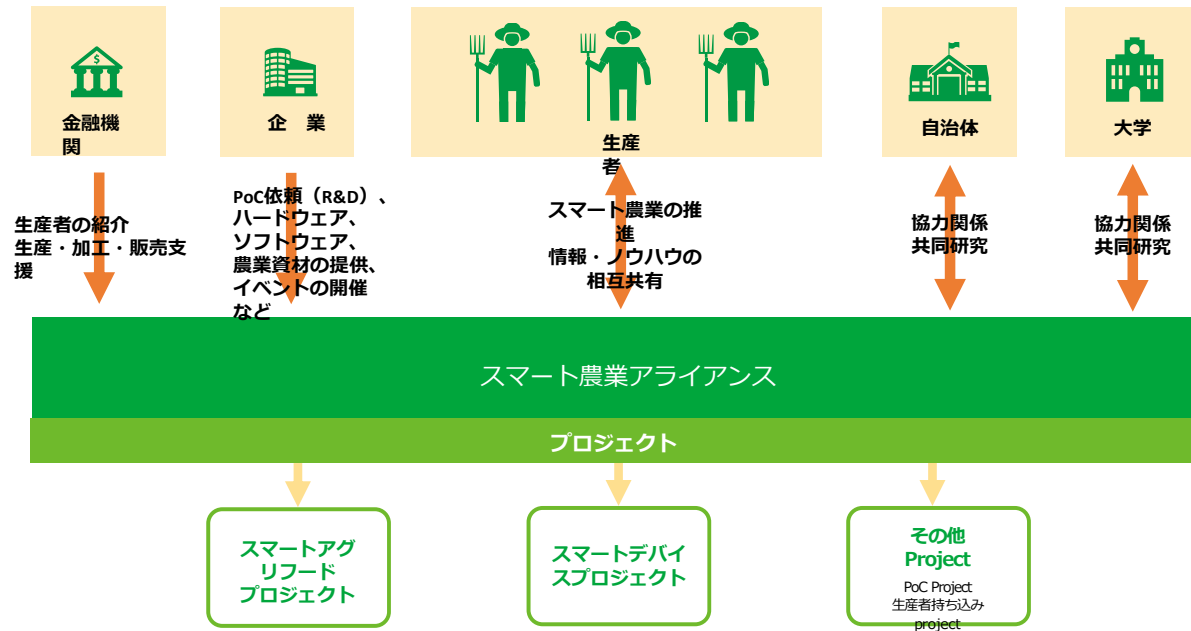 金融機
関
企　業
生産
者
自治体
大学
生産者の紹介
生産・加工・販売支
援
PoC依頼（R&D）、
ハードウェア、
ソフトウェア、
農業資材の提供、
イベントの開催
など
スマート農業の推
進
情報・ノウハウの
相互共有
協力関係
共同研究
協力関係
共同研究
スマート農業アライアンス
プロジェクト
スマートアグ
リフード
プロジェクト
スマートデバイ
スプロジェクト
その他
Project
PoC Project
生産者持ち込み
project